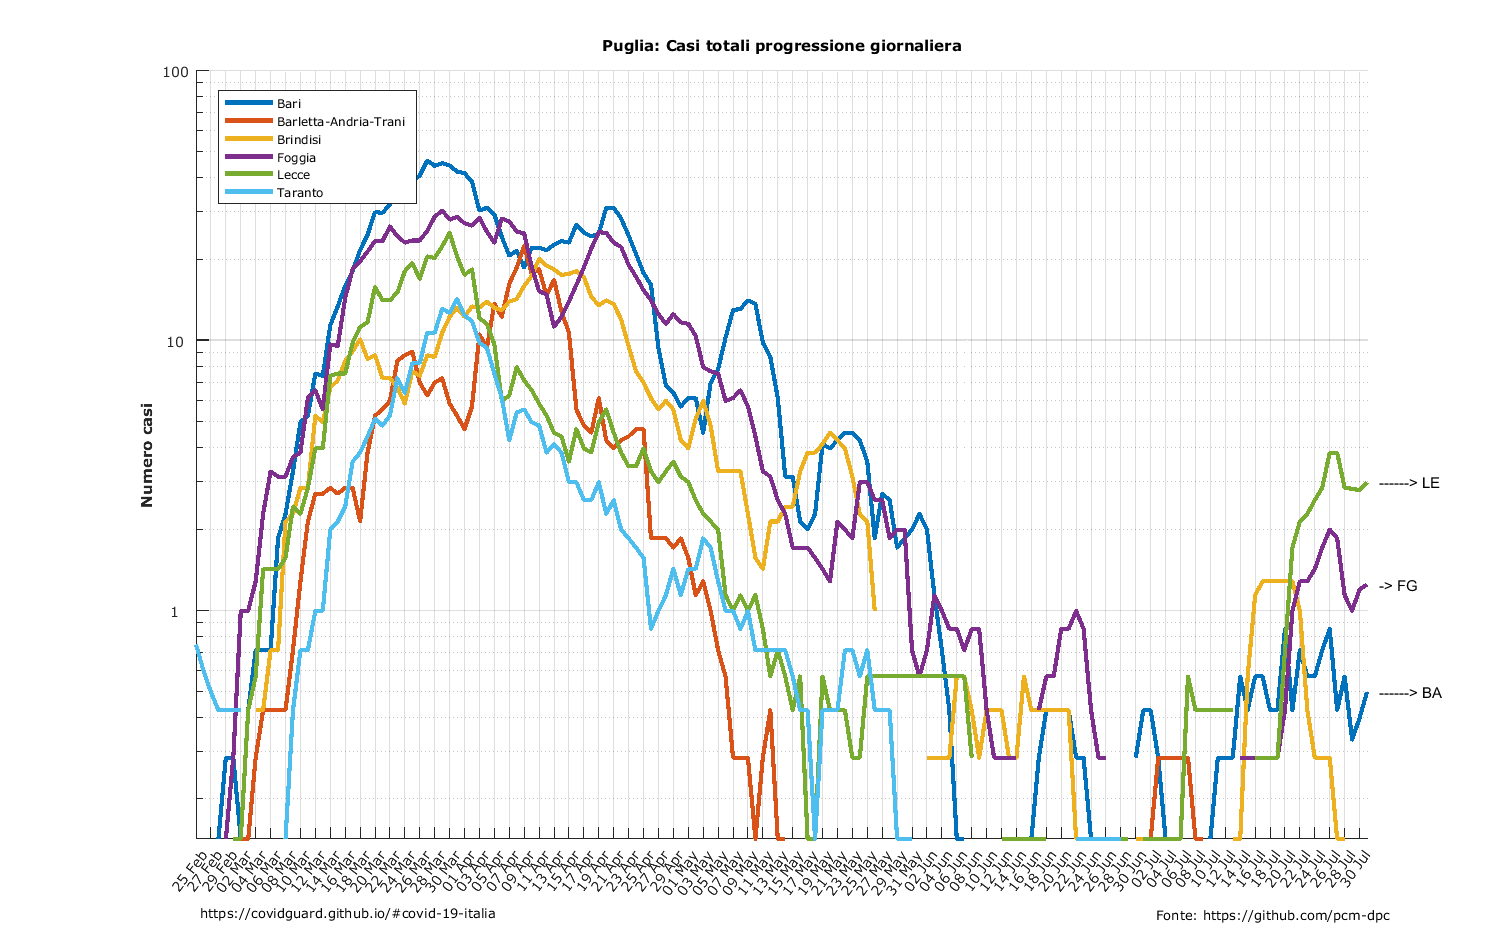 Puglia: Casi totali progressione giornaliera
Numero casi
100
10
1
Bari
Barletta-Andria-Trani
Brindisi
Foggia
Lecce
Taranto
------> LE
-> FG
------> BA
25 Feb
27 Feb
29 Feb
02 Mar
04 Mar
06 Mar
08 Mar
10 Mar
12 Mar
14 Mar
16 Mar
18 Mar
20 Mar
22 Mar
24 Mar
26 Mar
28 Mar
30 Mar
01 Apr
03 Apr
05 Apr
07 Apr
09 Apr
11 Apr
13 Apr
15 Apr
17 Apr
19 Apr
21 Apr
23 Apr
25 Apr
27 Apr
29 Apr
01 May
03 May
05 May
07 May
09 May
11 May
13 May
15 May
17 May
19 May
21 May
23 May
25 May
27 May
29 May
31 May
02 Jun
04 Jun
06 Jun
08 Jun
10 Jun
12 Jun
14 Jun
16 Jun
18 Jun
20 Jun
22 Jun
24 Jun
26 Jun
28 Jun
30 Jun
02 Jul
04 Jul
06 Jul
08 Jul
10 Jul
12 Jul
14 Jul
16 Jul
18 Jul
20 Jul
22 Jul
24 Jul
26 Jul
28 Jul
30 Jul
https://covidguard.github.io/#covid-19-italia
Fonte: https://github.com/pcm-dpc